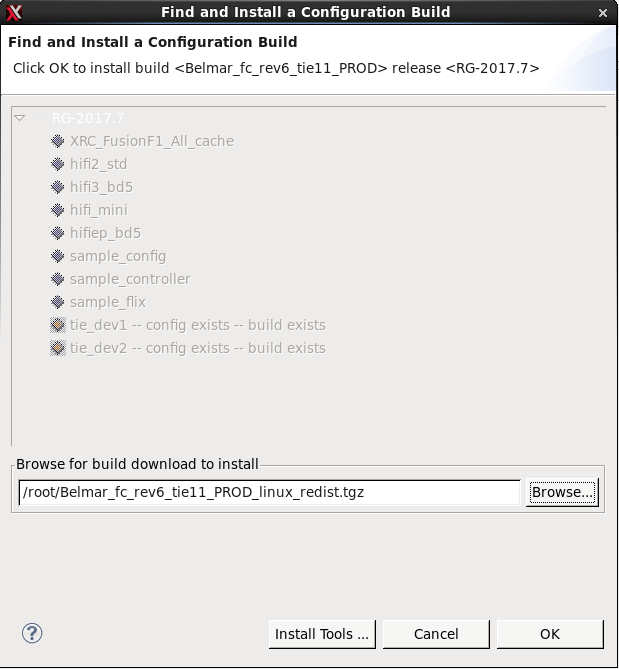 Find and Install a Configuration Build
Find and Install a Configuration Build
Click OK to install build <Belmar_fc_rev6_tie11_PROD> release <RG-2017.7>
RG-2017.7
XRC_FusionF1_All_cache
hifi2_std
hifi3_bd5
hifi_mini
hifiep_bd5
sample_config
sample_controller
sample_flix
tie_dev1 -- config exists -- build exists
tie_dev2 -- config exists -- build exists
Browse for build download to install
/root/Belmar_fc_rev6_tie11_PROD_linux_redist.tgz
Browse...
Install Tools ...
Cancel
OK